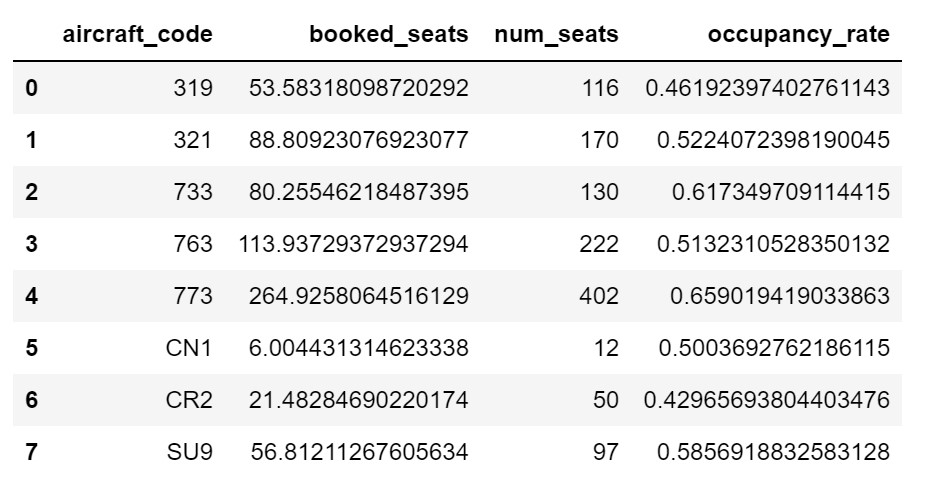 aircraft_code booked_seats num_seats occupancy_rate
0 319 53.58318098720292 116 0.46192397402761143
1 321 88.80923076923077 170 0.5224072398190045
2 733 80.25546218487395 130 0.617349709114415
3 763 113.93729372937294 222 0.5132310528350132
4 773 264.9258064516129 402 0.659019419033863
5 CN1 6.004431314623338 12 0.5003692762186115
6 CR2 21.48284690220174 50 0.42965693804403476
7 SU9 56.81211267605634 97 0.5856918832583128